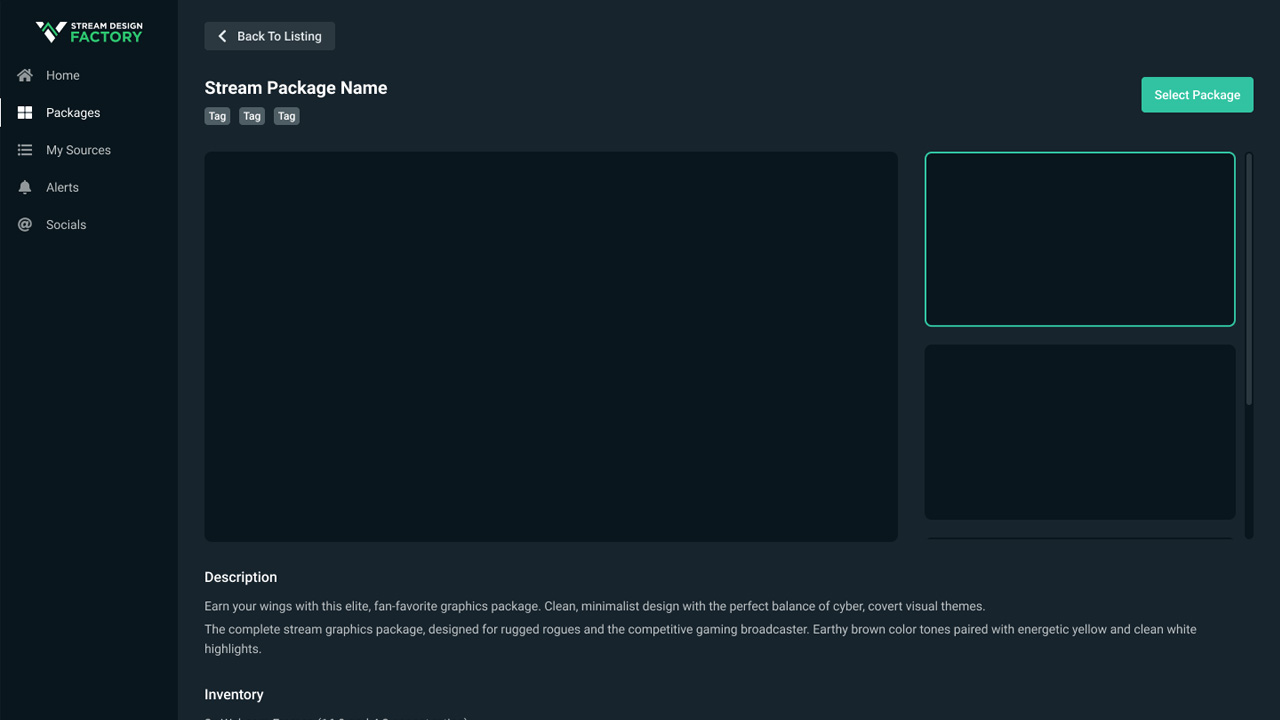 STREAM DESIGN
FACTORY
Home
Packages
My Sources
Alerts
Socials
Back To Listing
Stream Package Name
Tag Tag Tag
Select Package
Description
Earn your wings with this elite, fan-favorite graphics package. Clean, minimalist design with the perfect balance of cyber, covert visual themes.
The complete stream graphics package, designed for rugged rogues and the competitive gaming broadcaster. Earthy brown color tones paired with energetic yellow and clean white
highlights.
Inventory